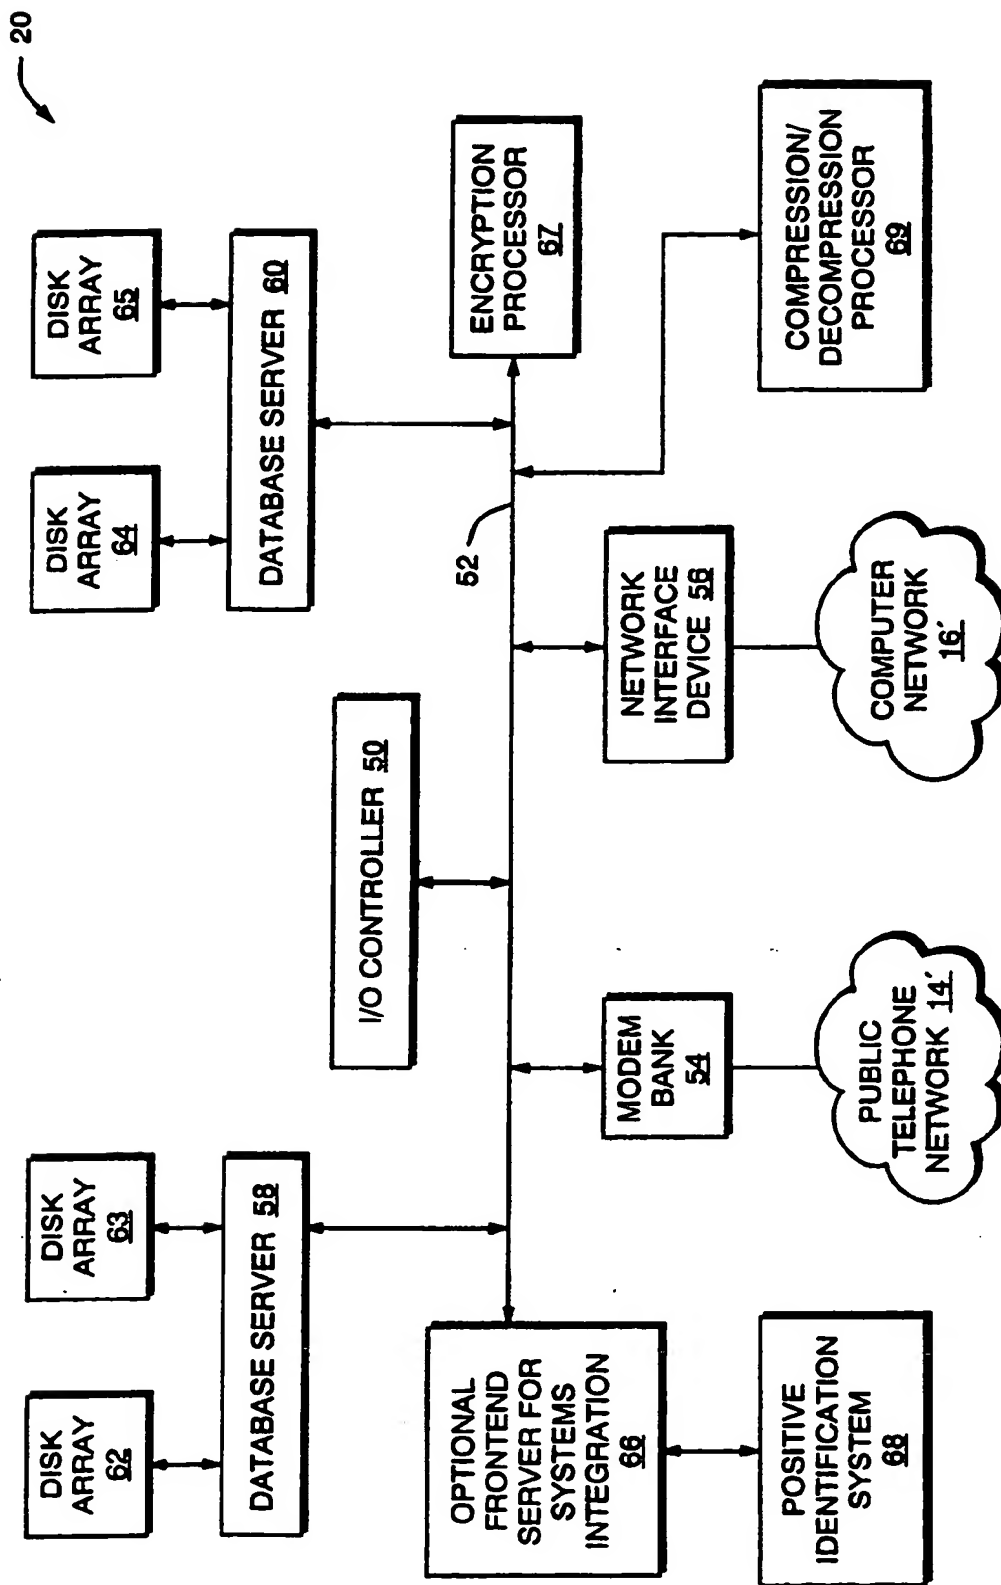 20
DISK
ARRAY
62
DISK
ARRAY
63
DISK
ARRAY
64
DISK
ARRAY
65
DATABASE SERVER 58
DATABASE SERVER 60
I/O CONTROLLER 50
OPTIONAL
FRONTEND
SERVER FOR
SYSTEMS
INTEGRATION
66
52
ENCRYPTION
PROCESSOR
67
MODEM
BANK
54
NETWORK
INTERFACE
DEVICE 56
POSITIVE
IDENTIFICATION
SYSTEM
68
PUBLIC
TELEPHONE
NETWORK 14'
COMPUTER
NETWORK
16'
COMPRESSION/
DECOMPRESSION
PROCESSOR
69